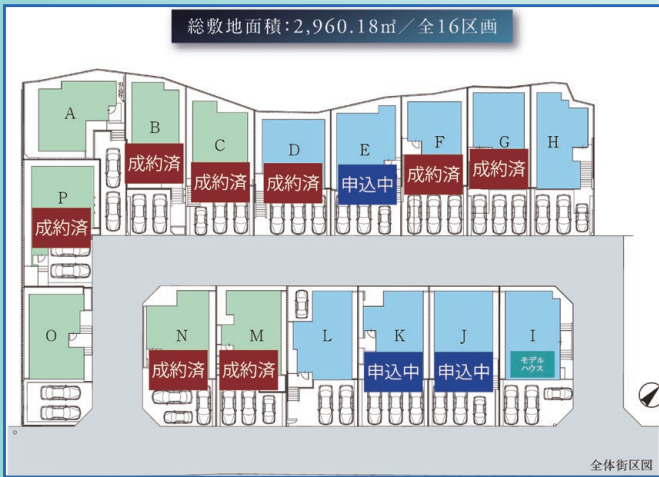 総敷地面積：2,960.18㎡／全16区画
A
B
成約済
C
成約済
D
成約済
E
申込中
F
成約済
G
成約済
H
P
成約済
O
N
成約済
M
成約済
L
K
申込中
J
申込中
I
モデル
ハウス
全体街区図